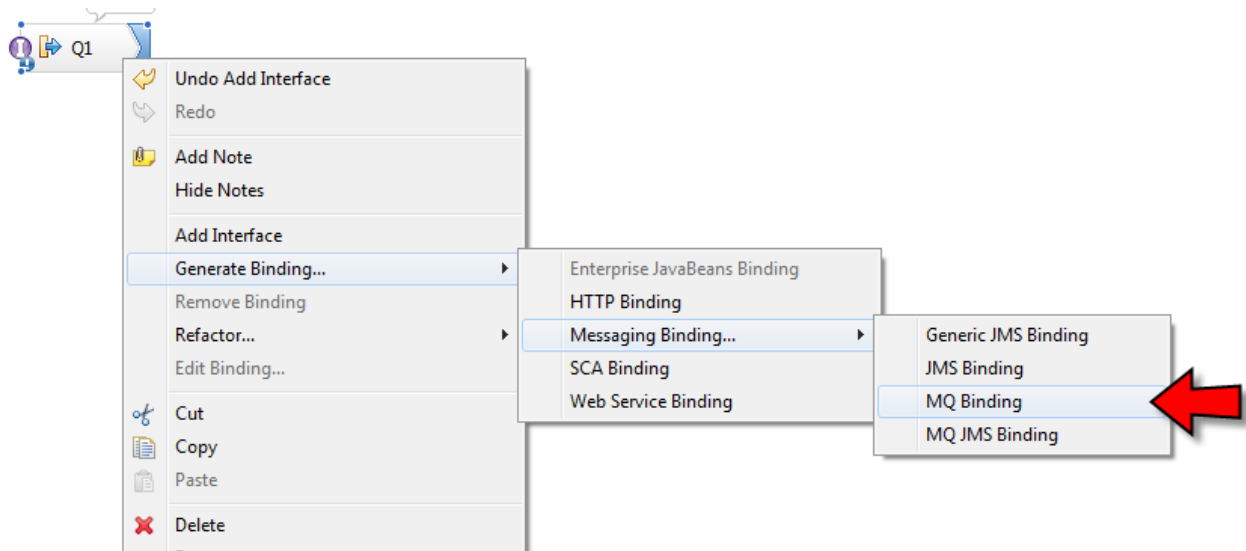 Q1
Undo Add Interface
Redo
Add Note
Hide Notes
Add Interface
Generate Binding...
Remove Binding
Refactor...
Edit Binding...
Cut
Copy
Paste
Delete
Enterprise JavaBeans Binding
HTTP Binding
Messaging Binding...
SCA Binding
Web Service Binding
Generic JMS Binding
JMS Binding
MQ Binding
MQ JMS Binding